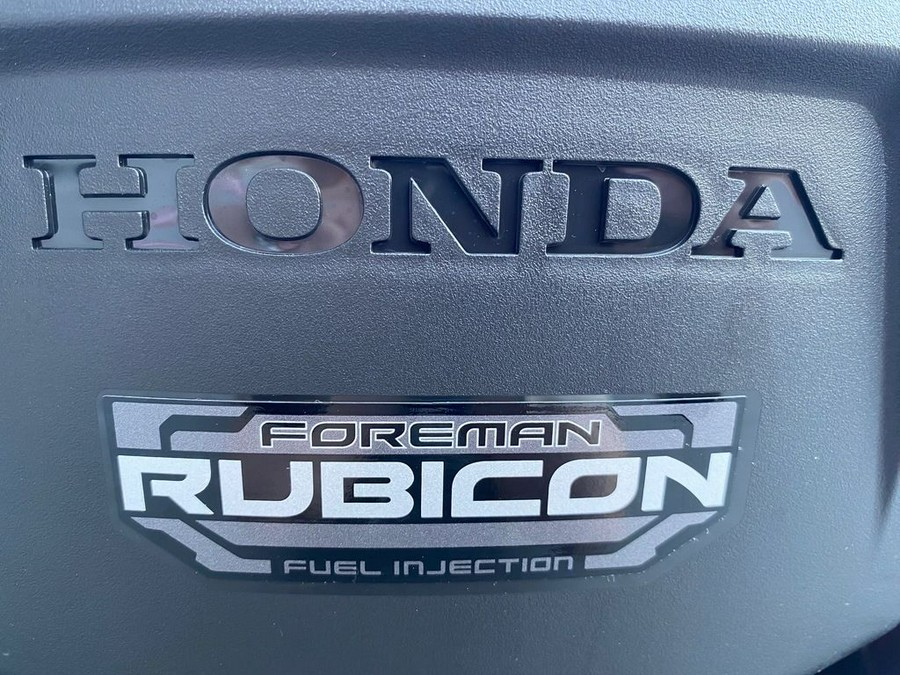 HONDA
FOREMAN
RUBICON
FUEL INJECTION